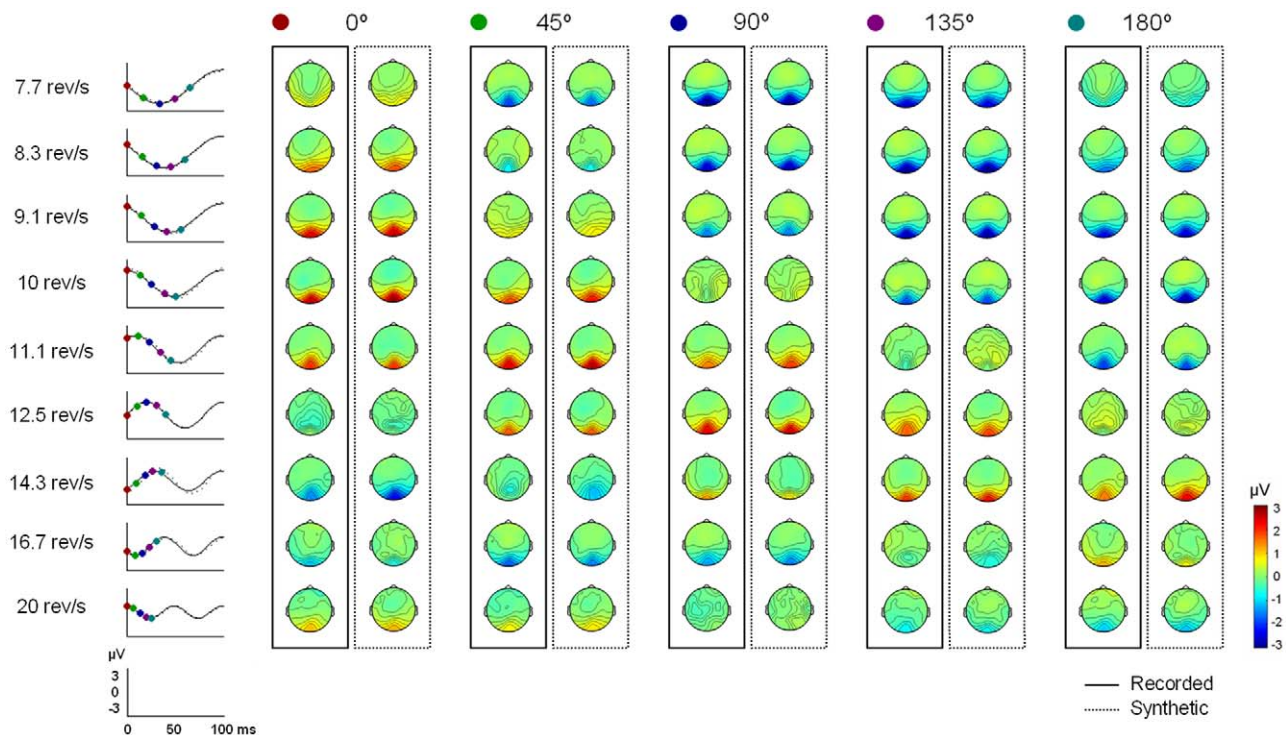 0º 45º 90º 135º 180º
7.7 rev/s
8.3 rev/s
9.1 rev/s
10 rev/s
11.1 rev/s
12.5 rev/s
14.3 rev/s
16.7 rev/s
20 rev/s
µV
3
2
1
0
-1
-2
-3
µV
3
0
-3
0 50 100 ms
Recorded
Synthetic